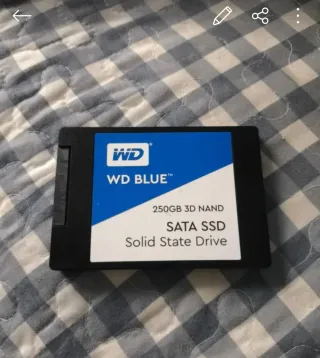 WD
WD BLUE™
250GB 3D NAND
SATA SSD
Solid State Drive